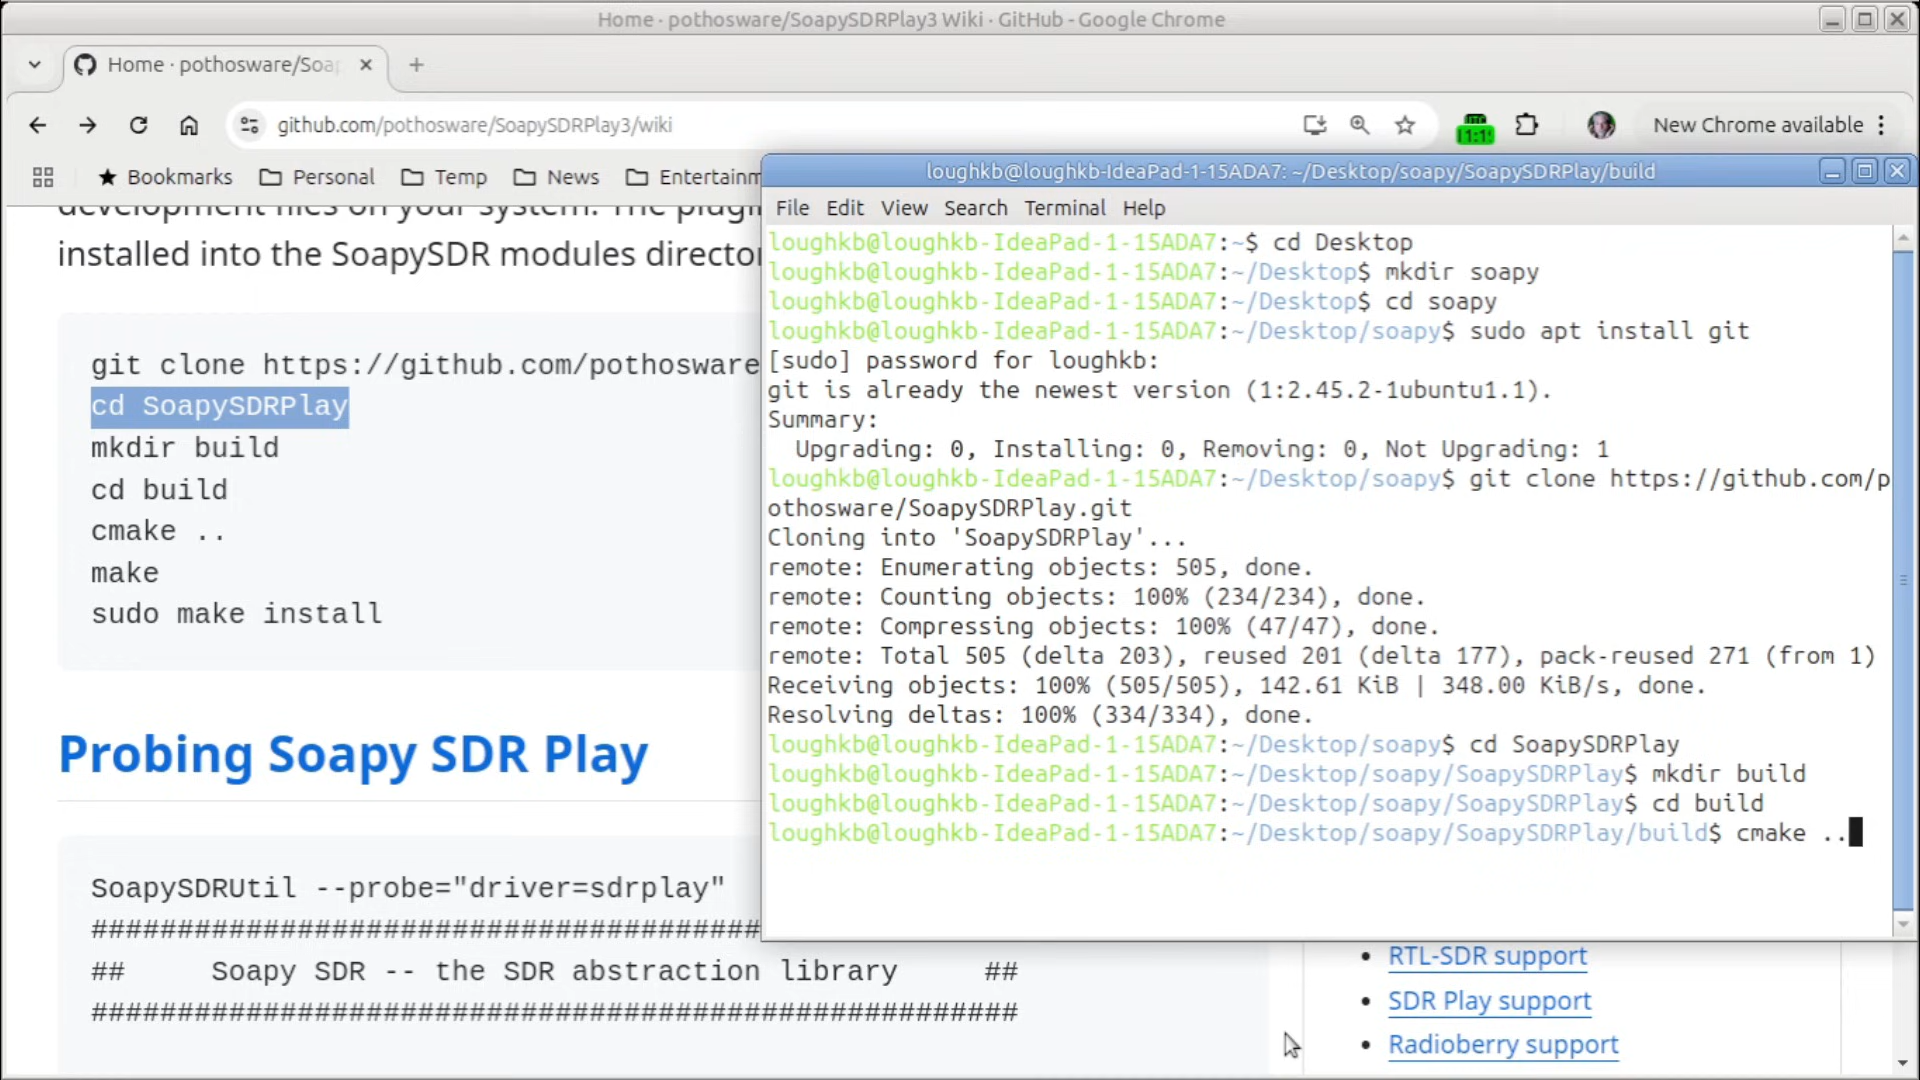 Home · pothosware/SoapySDRPlay3 Wiki · GitHub - Google Chrome
Home · pothosware/Soap
github.com/pothosware/SoapySDRPlay3/wiki
New Chrome available
Bookmarks
Personal
Temp
News
Entertainm
development files on your system. The plugi
installed into the SoapySDR modules directo
git clone https://github.com/pothosware
cd SoapySDRPlay
mkdir build
cd build
cmake ..
make
sudo make install
Probing Soapy SDR Play
SoapySDRUtil --probe="driver=sdrplay"
#######################################
## Soapy SDR -- the SDR abstraction library ##
######################################################
loughkb@loughkb-IdeaPad-1-15ADA7: ~/Desktop/soapy/SoapySDRPlay/build
File Edit View Search Terminal Help
loughkb@loughkb-IdeaPad-1-15ADA7:~$ cd Desktop
loughkb@loughkb-IdeaPad-1-15ADA7:~/Desktop$ mkdir soapy
loughkb@loughkb-IdeaPad-1-15ADA7:~/Desktop$ cd soapy
loughkb@loughkb-IdeaPad-1-15ADA7:~/Desktop/soapy$ sudo apt install git
[sudo] password for loughkb:
git is already the newest version (1:2.45.2-1ubuntu1.1).
Summary:
Upgrading: 0, Installing: 0, Removing: 0, Not Upgrading: 1
loughkb@loughkb-IdeaPad-1-15ADA7:~/Desktop/soapy$ git clone https://github.com/p
othosware/SoapySDRPlay.git
Cloning into 'SoapySDRPlay'...
remote: Enumerating objects: 505, done.
remote: Counting objects: 100% (234/234), done.
remote: Compressing objects: 100% (47/47), done.
remote: Total 505 (delta 203), reused 201 (delta 177), pack-reused 271 (from 1)
Receiving objects: 100% (505/505), 142.61 KiB | 348.00 KiB/s, done.
Resolving deltas: 100% (334/334), done.
loughkb@loughkb-IdeaPad-1-15ADA7:~/Desktop/soapy$ cd SoapySDRPlay
loughkb@loughkb-IdeaPad-1-15ADA7:~/Desktop/soapy/SoapySDRPlay$ mkdir build
loughkb@loughkb-IdeaPad-1-15ADA7:~/Desktop/soapy/SoapySDRPlay$ cd build
loughkb@loughkb-IdeaPad-1-15ADA7:~/Desktop/soapy/SoapySDRPlay/build$ cmake ..
RTL-SDR support
SDR Play support
Radioberry support